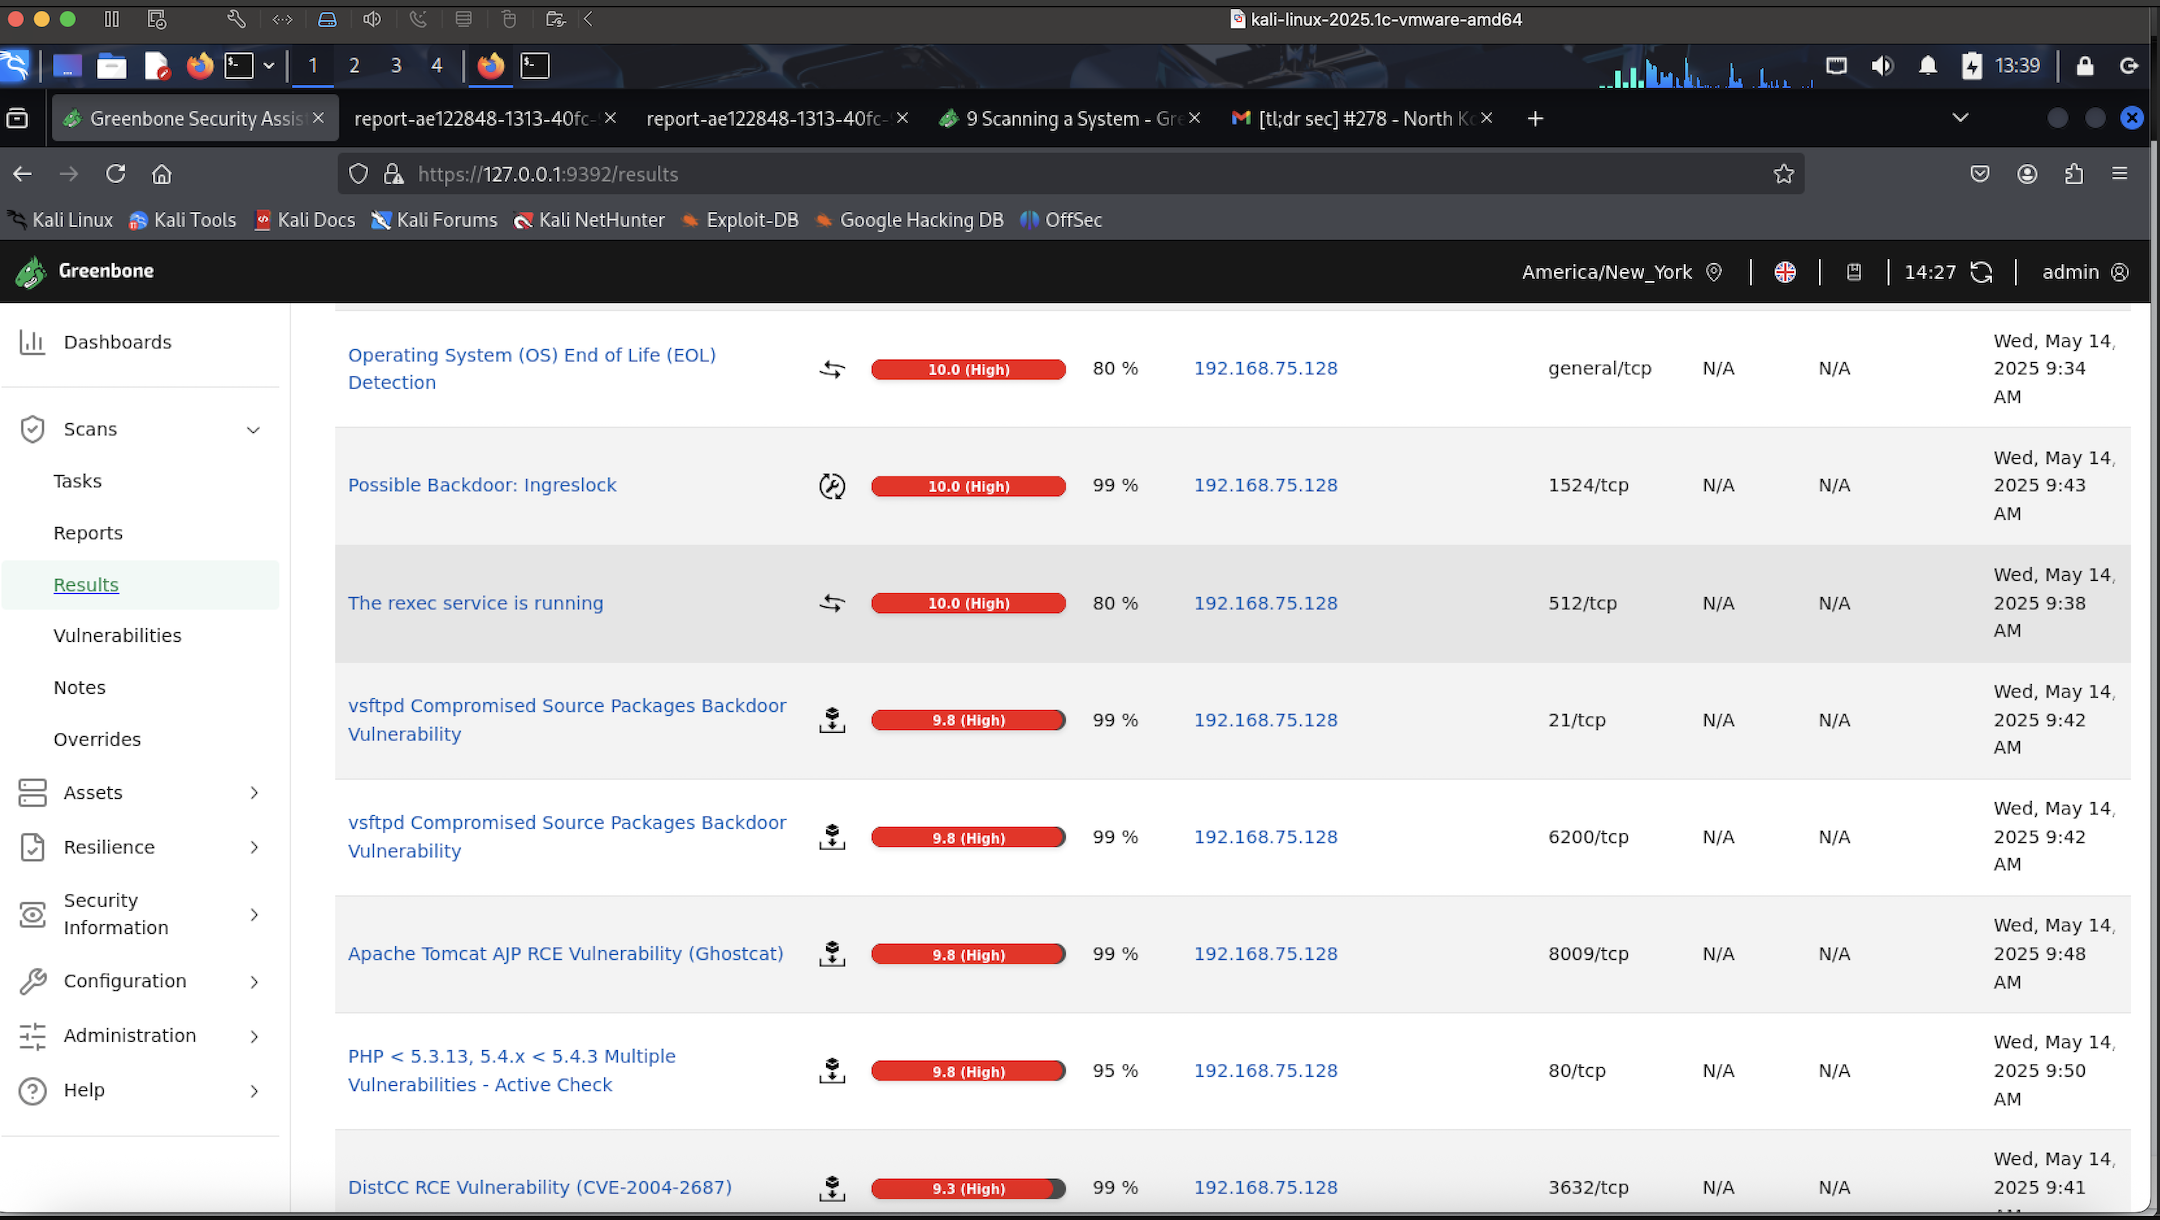 kali-linux-2025.1c-vmware-amd64
1 2 3 4
13:39
Greenbone Security Assis
report-ae122848-1313-40fc-
report-ae122848-1313-40fc-
9 Scanning a System - Gre
[tl;dr sec] #278 - North K
https://127.0.0.1:9392/results
Kali Linux
Kali Tools
Kali Docs
Kali Forums
Kali NetHunter
Exploit-DB
Google Hacking DB
OffSec
Greenbone
America/New_York
14:27
admin
Dashboards
Scans
Tasks
Reports
Results
Vulnerabilities
Notes
Overrides
Assets
Resilience
Security
Information
Configuration
Administration
Help
Operating System (OS) End of Life (EOL)
Detection
10.0 (High)
80 %
192.168.75.128
general/tcp
N/A
N/A
Wed, May 14,
2025 9:34
AM
Possible Backdoor: Ingreslock
10.0 (High)
99 %
192.168.75.128
1524/tcp
N/A
N/A
Wed, May 14,
2025 9:43
AM
The rexec service is running
10.0 (High)
80 %
192.168.75.128
512/tcp
N/A
N/A
Wed, May 14,
2025 9:38
AM
vsftpd Compromised Source Packages Backdoor
Vulnerability
9.8 (High)
99 %
192.168.75.128
21/tcp
N/A
N/A
Wed, May 14,
2025 9:42
AM
vsftpd Compromised Source Packages Backdoor
Vulnerability
9.8 (High)
99 %
192.168.75.128
6200/tcp
N/A
N/A
Wed, May 14,
2025 9:42
AM
Apache Tomcat AJP RCE Vulnerability (Ghostcat)
9.8 (High)
99 %
192.168.75.128
8009/tcp
N/A
N/A
Wed, May 14,
2025 9:48
AM
PHP < 5.3.13, 5.4.x < 5.4.3 Multiple
Vulnerabilities - Active Check
9.8 (High)
95 %
192.168.75.128
80/tcp
N/A
N/A
Wed, May 14,
2025 9:50
AM
DistCC RCE Vulnerability (CVE-2004-2687)
9.3 (High)
99 %
192.168.75.128
3632/tcp
N/A
N/A
Wed, May 14,
2025 9:41